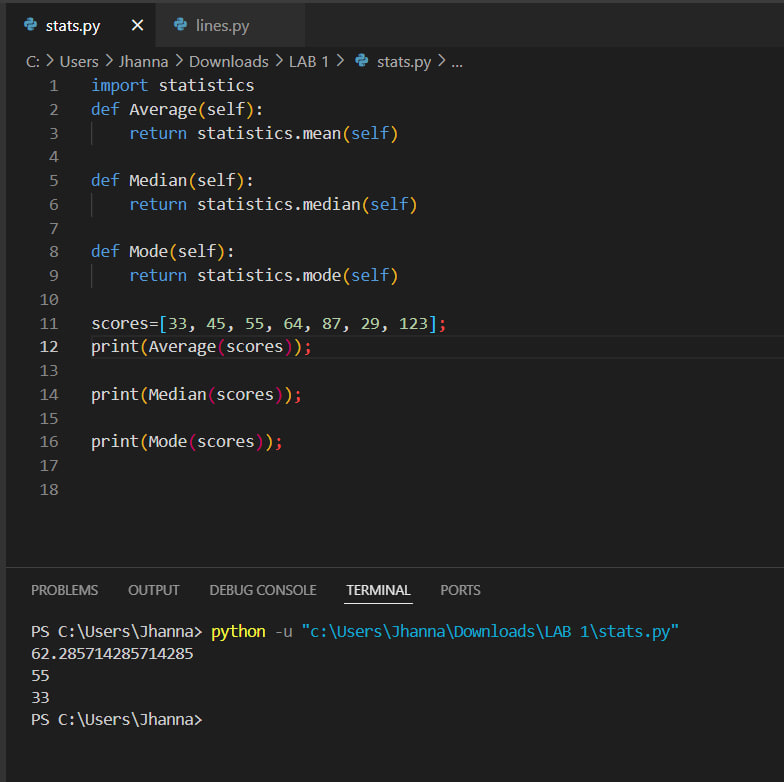 stats.py × lines.py
C: > Users > Jhanna > Downloads > LAB 1 > stats.py > ...
1 import statistics
2 def Average(self):
3     return statistics.mean(self)
4
5 def Median(self):
6     return statistics.median(self)
7
8 def Mode(self):
9     return statistics.mode(self)
10
11 scores=[33, 45, 55, 64, 87, 29, 123];
12 print(Average(scores));
13
14 print(Median(scores));
15
16 print(Mode(scores));
17
18
PROBLEMS OUTPUT DEBUG CONSOLE TERMINAL PORTS
PS C:\Users\Jhanna> python -u "c:\Users\Jhanna\Downloads\LAB 1\stats.py"
62.285714285714285
55
33
PS C:\Users\Jhanna>